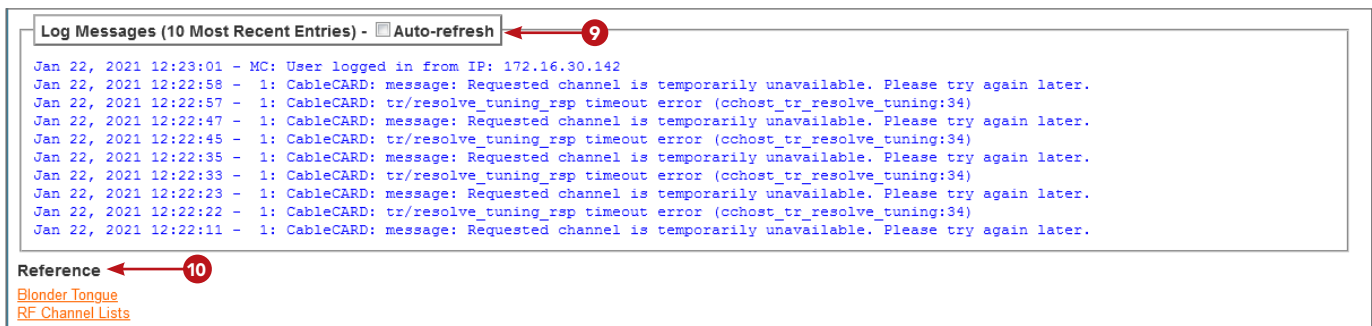 Log Messages (10 Most Recent Entries) - Auto-refresh
9
Jan 22, 2021 12:23:01 - MC: User logged in from IP: 172.16.30.142
Jan 22, 2021 12:22:58 - 1: CableCARD: message: Requested channel is temporarily unavailable. Please try again later.
Jan 22, 2021 12:22:57 - 1: CableCARD: tr/resolve_tuning_rsp timeout error (cchost_tr_resolve_tuning:34)
Jan 22, 2021 12:22:47 - 1: CableCARD: message: Requested channel is temporarily unavailable. Please try again later.
Jan 22, 2021 12:22:45 - 1: CableCARD: tr/resolve_tuning_rsp timeout error (cchost_tr_resolve_tuning:34)
Jan 22, 2021 12:22:35 - 1: CableCARD: message: Requested channel is temporarily unavailable. Please try again later.
Jan 22, 2021 12:22:33 - 1: CableCARD: tr/resolve_tuning_rsp timeout error (cchost_tr_resolve_tuning:34)
Jan 22, 2021 12:22:23 - 1: CableCARD: message: Requested channel is temporarily unavailable. Please try again later.
Jan 22, 2021 12:22:22 - 1: CableCARD: tr/resolve_tuning_rsp timeout error (cchost_tr_resolve_tuning:34)
Jan 22, 2021 12:22:11 - 1: CableCARD: message: Requested channel is temporarily unavailable. Please try again later.
Reference
10
Blonder Tongue
RF Channel Lists